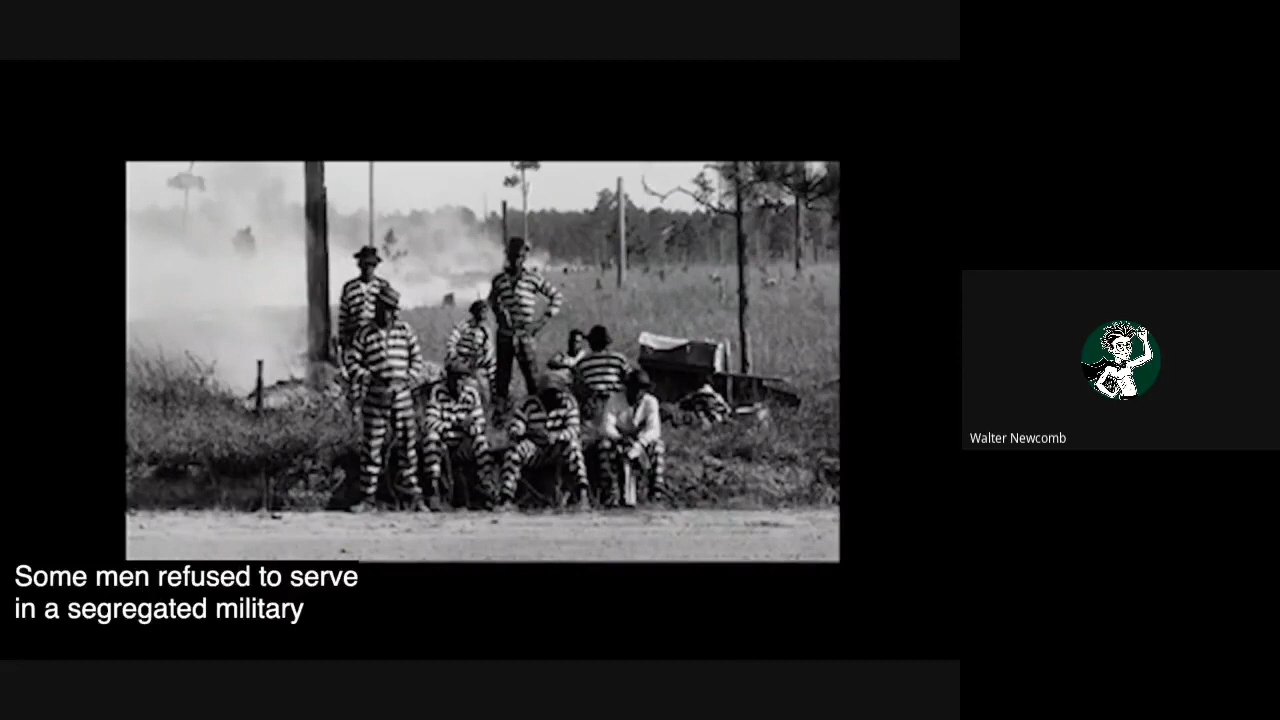 Some men refused to serve
in a segregated military
Walter Newcomb